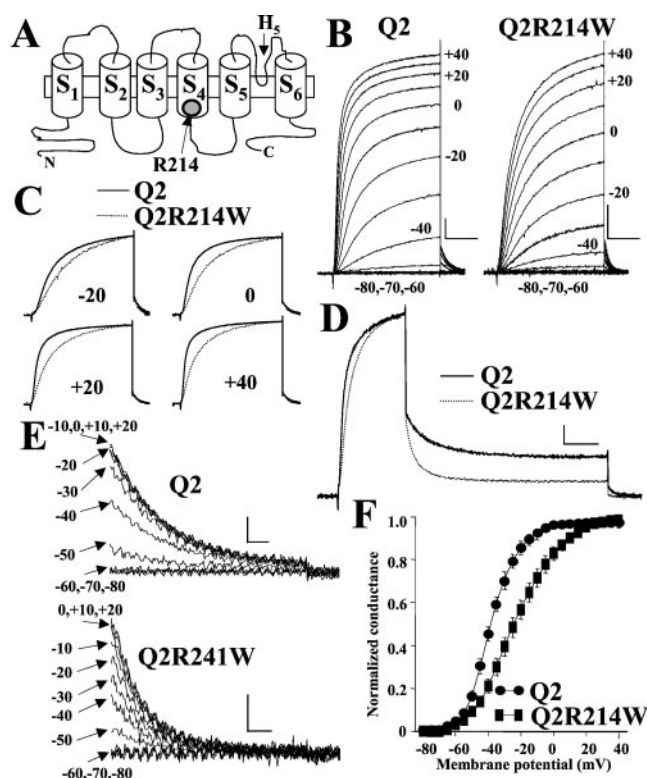 A
H5
S1
S2
S3
S4
S5
S6
R214
N
C
B
Q2
Q2R214W
+40
+20
0
-20
-40
-80,-70,-60
+40
+20
0
-20
-40
-80,-70,-60
C
Q2
Q2R214W
-20
0
+20
+40
D
Q2
Q2R214W
E
-10,0,+10,+20
-20
-30
-40
-50
-60,-70,-80
Q2
0,+10,+20
-10
-20
-30
-40
-50
-60,-70,-80
Q2R241W
F
Normalized conductance
1.0
0.8
0.6
0.4
0.2
0
-80
-60
-40
-20
0
20
40
Membrane potential (mV)
Q2
Q2R214W